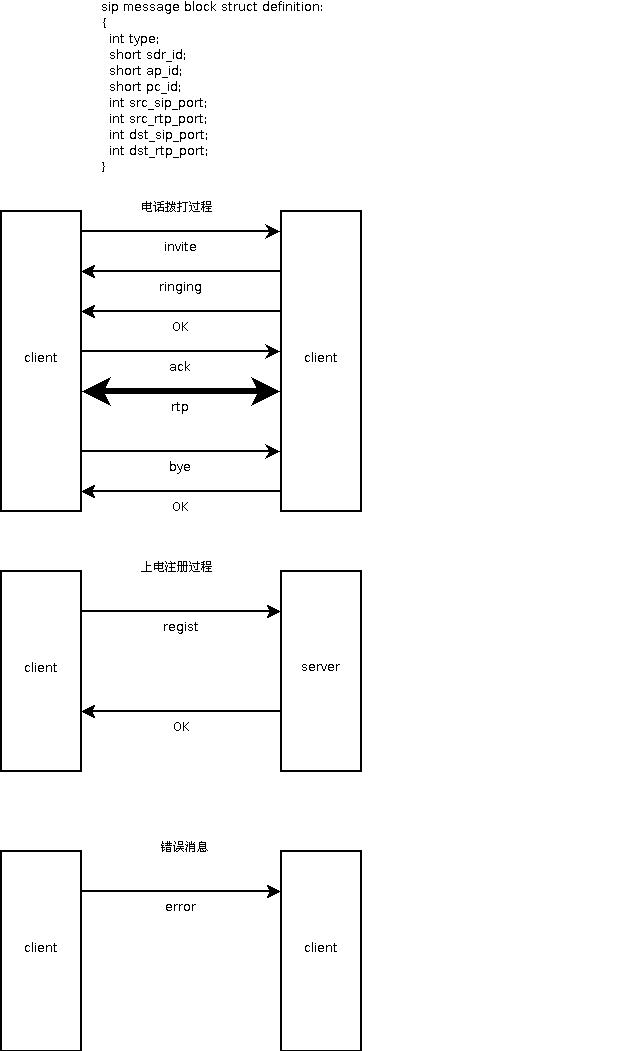 sip message block struct definition:
{
int type;
short sdr_id;
short ap_id;
short pc_id;
int src_sip_port;
int src_rtp_port;
int dst_sip_port;
int dst_rtp_port;
}
电话拨打过程
invite
ringing
OK
client
client
ack
rtp
bye
OK
上电注册过程
regist
client
server
OK
错误消息
error
client
client